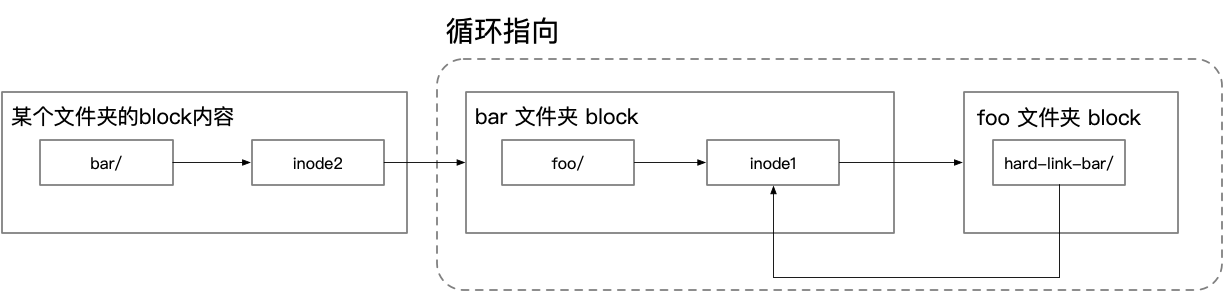 循环指向
某个文件夹的block内容
bar/
inode2
bar 文件夹 block
foo/
inode1
foo 文件夹 block
hard-link-bar/